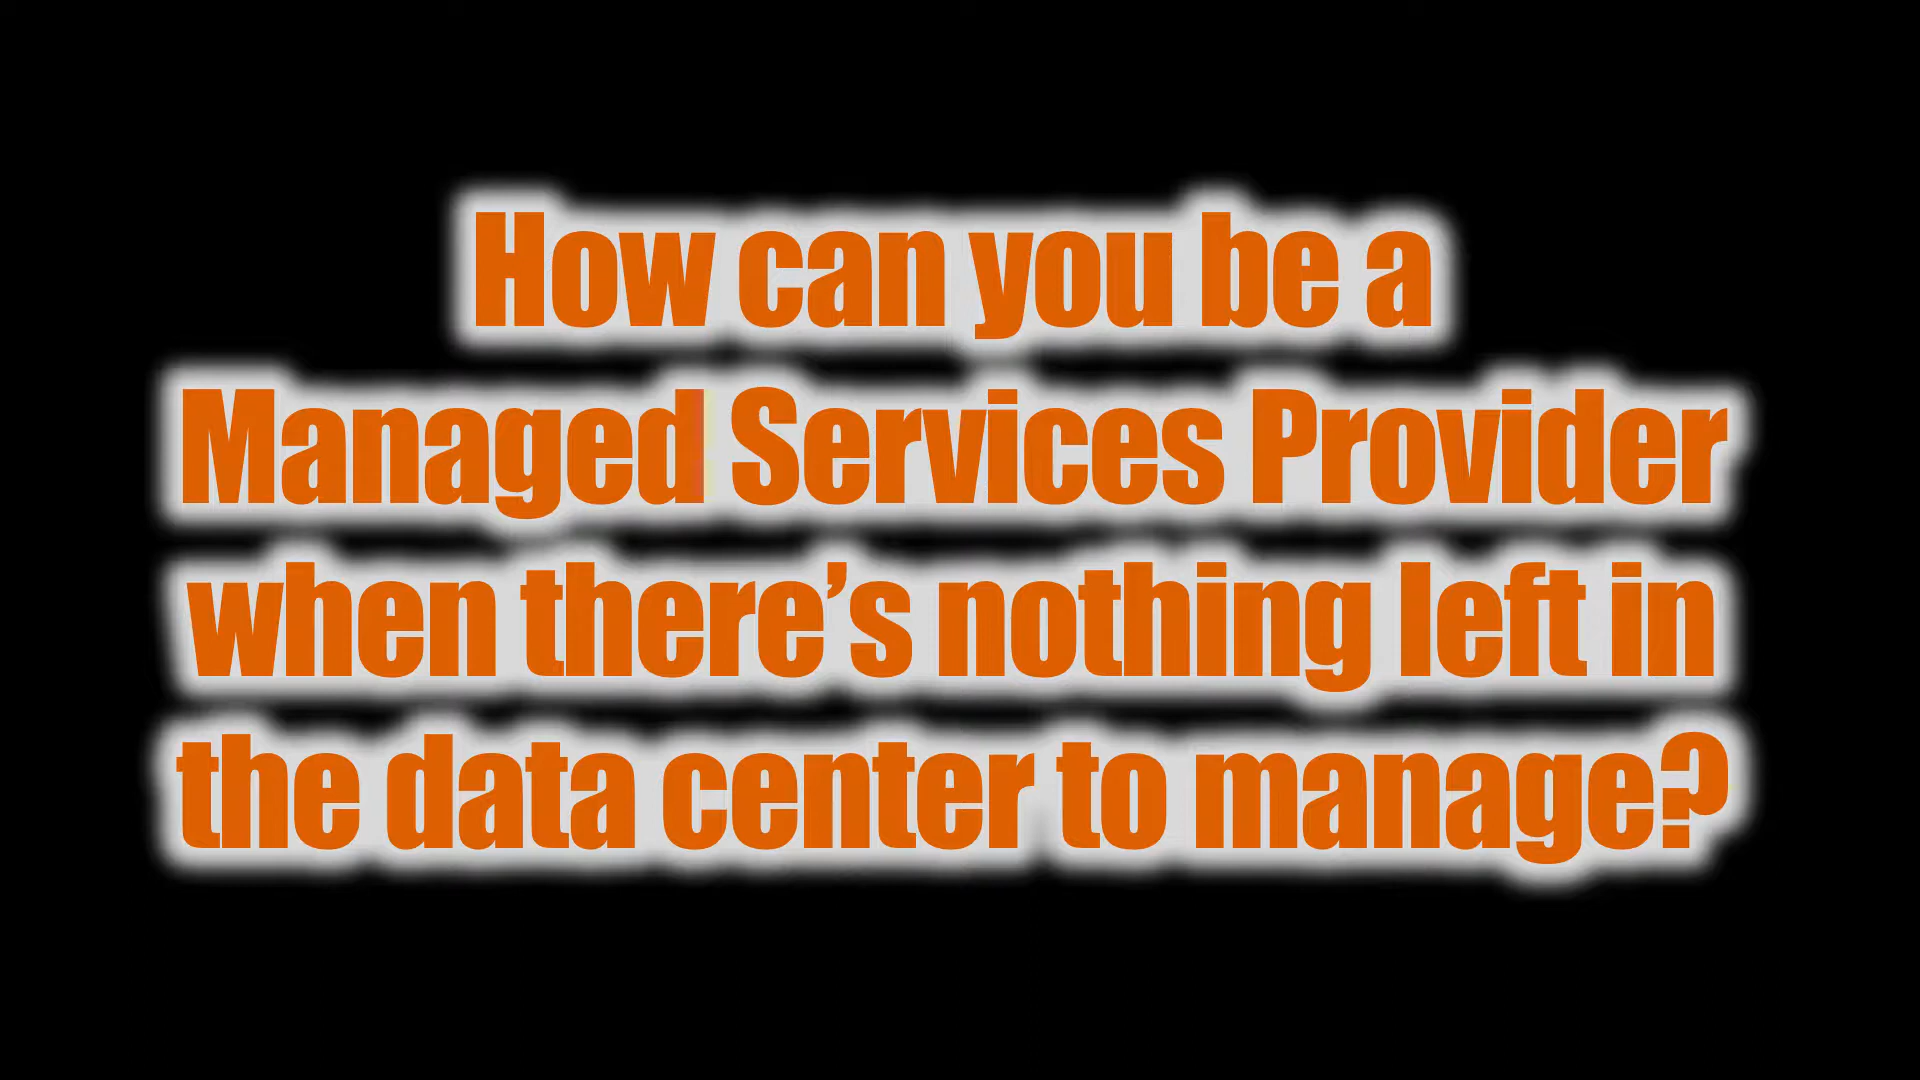 How can you be a
Managed Services Provider
when there’s nothing left in
the data center to manage?